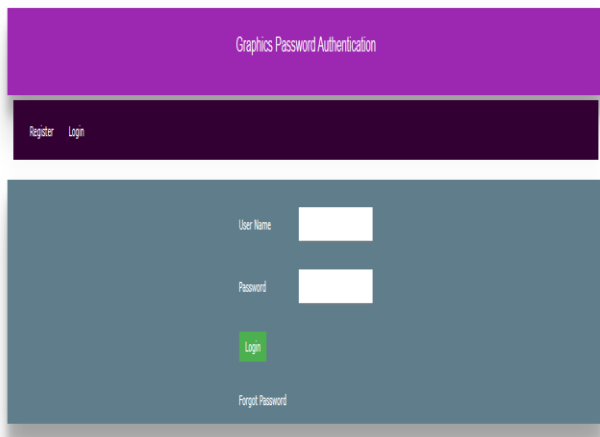 Graphics Password Authentication
Register Login
User Name
Password
Login
Forgot Password